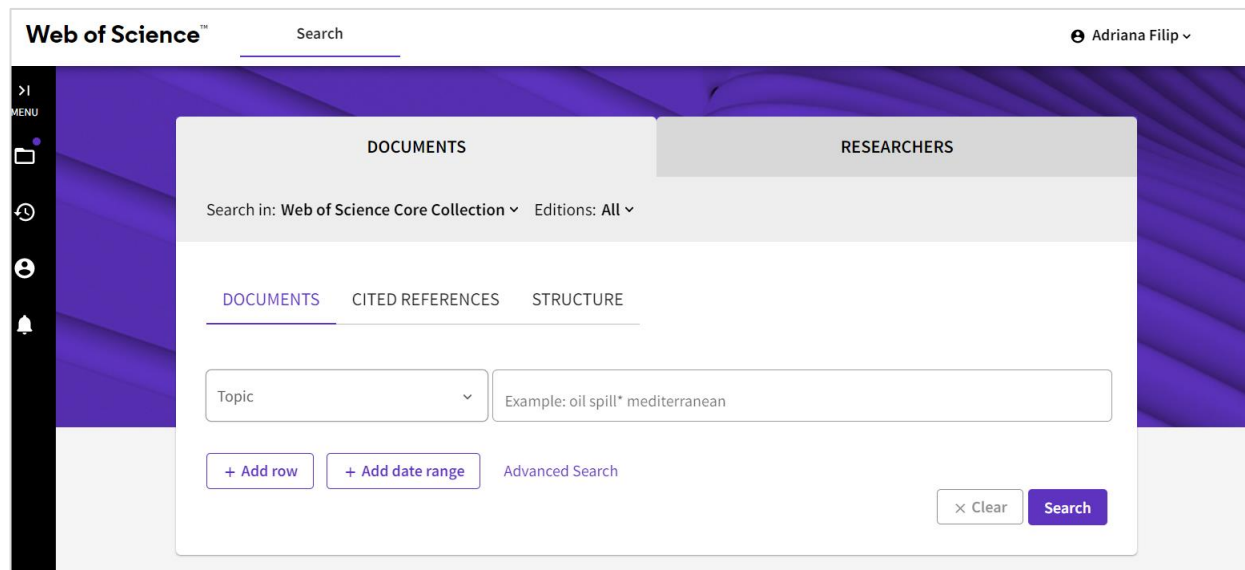 Web of Science™ Search Adriana Filip
MENU
DOCUMENTS RESEARCHERS
Search in: Web of Science Core Collection Editions: All
DOCUMENTS CITED REFERENCES STRUCTURE
Topic Example: oil spill* mediterranean
+ Add row + Add date range Advanced Search
× Clear Search